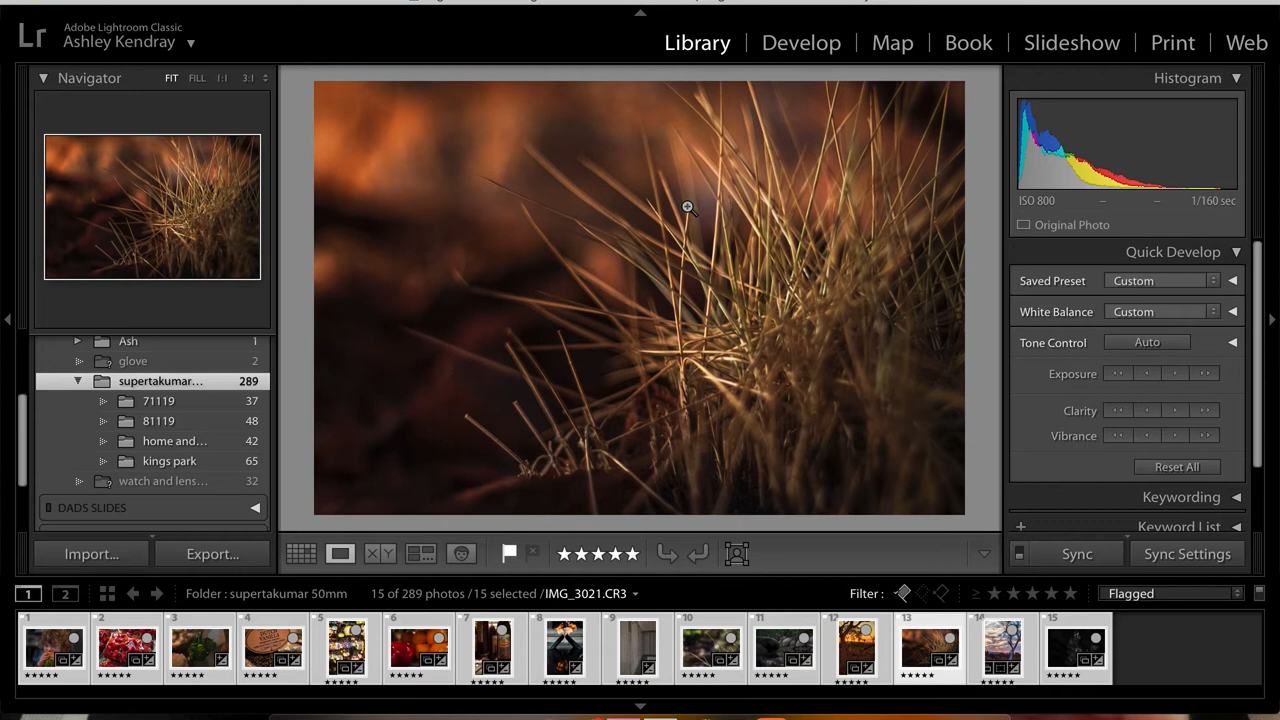 Lr
Adobe Lightroom Classic
Ashley Kendray
Library | Develop | Map | Book | Slideshow | Print | Web
Navigator FIT FILL 1:1 3:1
Histogram
ISO 800 – – 1/160 sec
Original Photo
Quick Develop
Saved Preset Custom
White Balance Custom
Tone Control Auto
Exposure
Clarity
Vibrance
Reset All
Keywording
Keyword List
Ash 1
glove 2
supertakumar... 289
71119 37
81119 48
home and... 42
kings park 65
watch and lens... 32
DADS SLIDES
Import... Export...
XY
Sync Sync Settings
1 2 Folder : supertakumar 50mm 15 of 289 photos / 15 selected / IMG_3021.CR3 Filter : Flagged
1 2 3 4 5 6 7 8 9 10 11 12 13 14 15